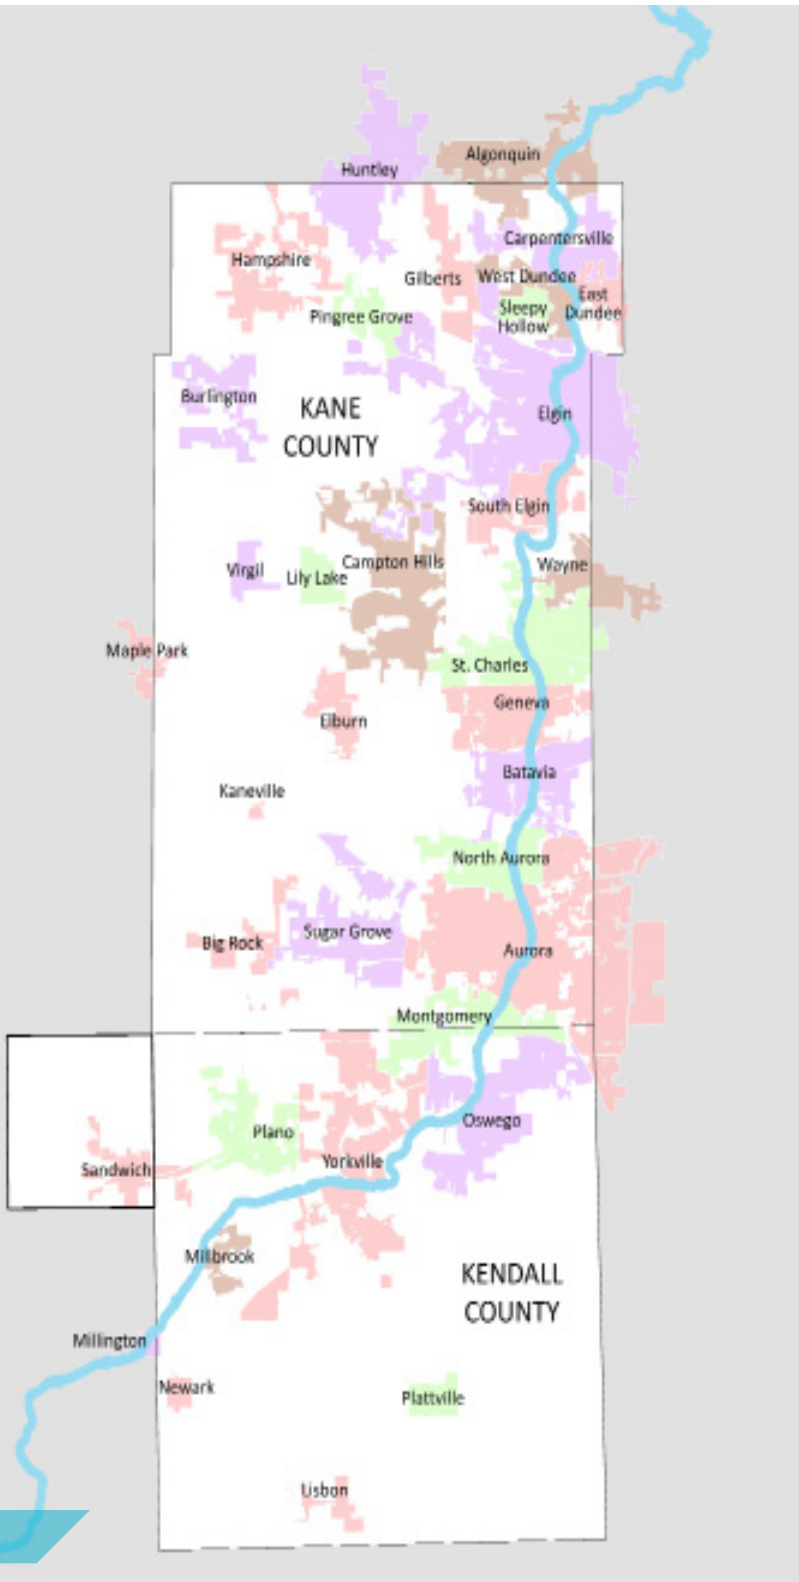 Algonquin
Huntley
Carpentersville
Hampshire
Gilberts
West Dundee
East
Dundee
Sleepy
Hollow
Pingree Grove
Burlington
KANE
COUNTY
Elgin
South Elgin
Campton Hills
Wayne
Virgil
Lily Lake
Maple Park
St. Charles
Geneva
Elburn
Batavia
Kaneville
North Aurora
Sugar Grove
Big Rock
Aurora
Montgomery
Oswego
Plano
Yorkville
Sandwich
Millbrook
KENDALL
COUNTY
Millington
Newark
Plattville
Lisbon